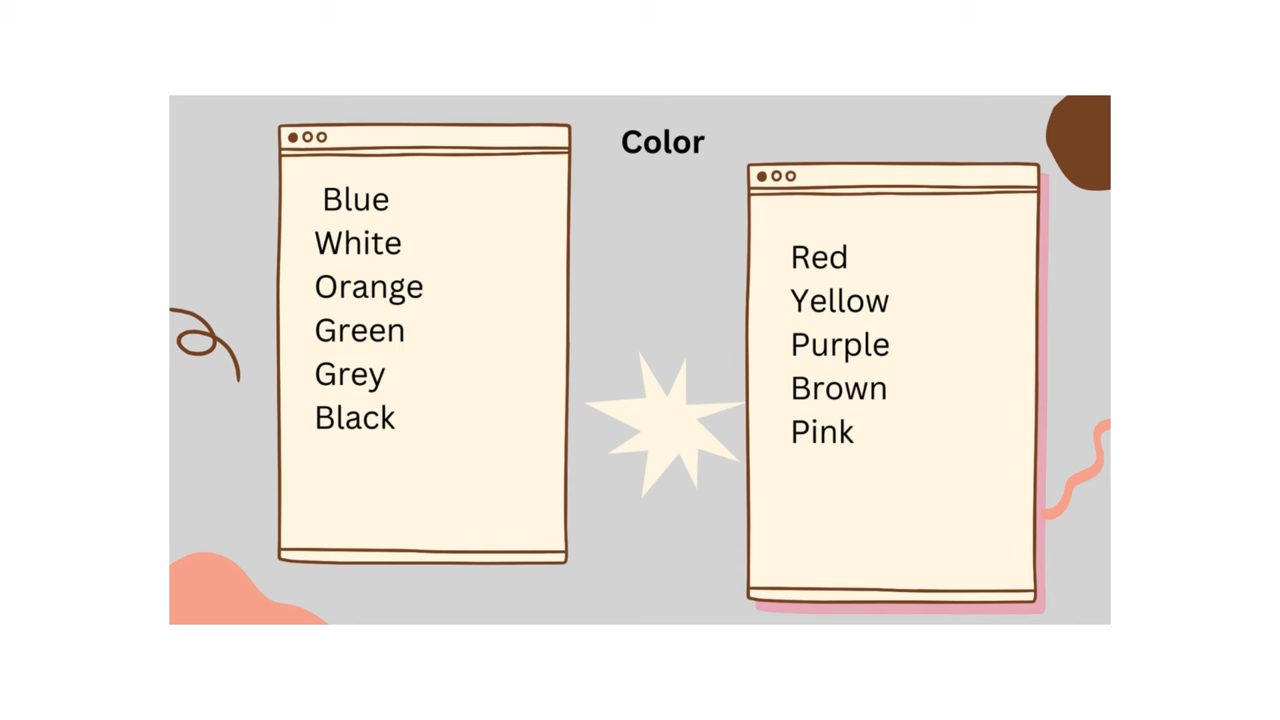 Color
Blue
White
Orange
Green
Grey
Black
Red
Yellow
Purple
Brown
Pink